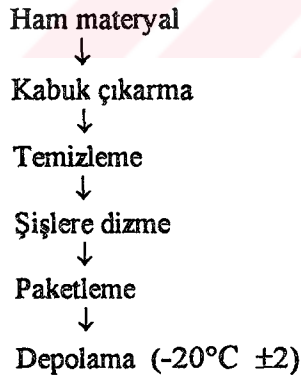 Ham materyal
↓
Kabuk çıkarma
↓
Temizleme
↓
Şişlere dizme
↓
Paketleme
↓
Depolama (-20°C ±2)